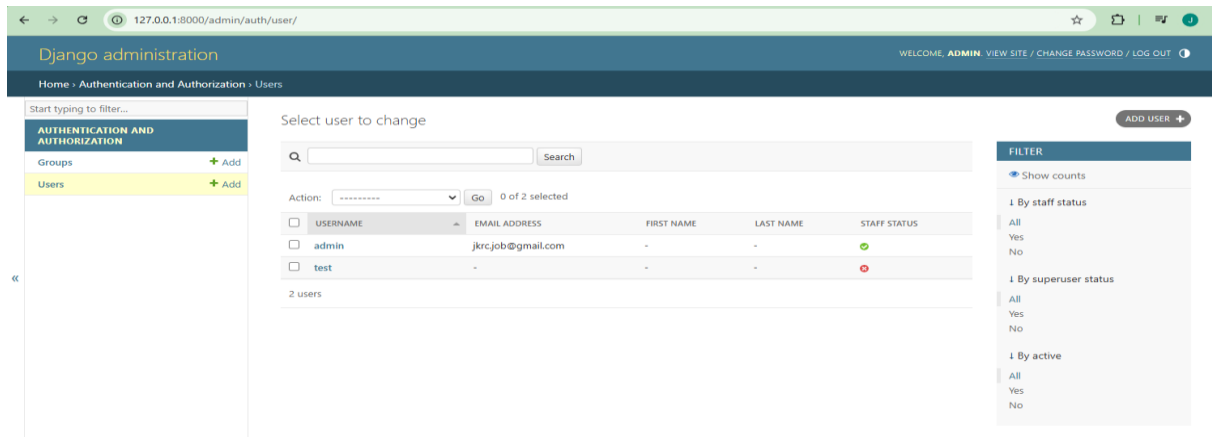 127.0.0.1:8000/admin/auth/user/
J
Django administration
WELCOME, ADMIN. VIEW SITE / CHANGE PASSWORD / LOG OUT
Home › Authentication and Authorization › Users
Start typing to filter...
AUTHENTICATION AND
AUTHORIZATION
Groups + Add
Users + Add
«
Select user to change
ADD USER +
Search
Action: --------- Go 0 of 2 selected
USERNAME EMAIL ADDRESS FIRST NAME LAST NAME STAFF STATUS
admin jkrc.job@gmail.com - -
test - - -
2 users
FILTER
Show counts
↓ By staff status
All
Yes
No
↓ By superuser status
All
Yes
No
↓ By active
All
Yes
No